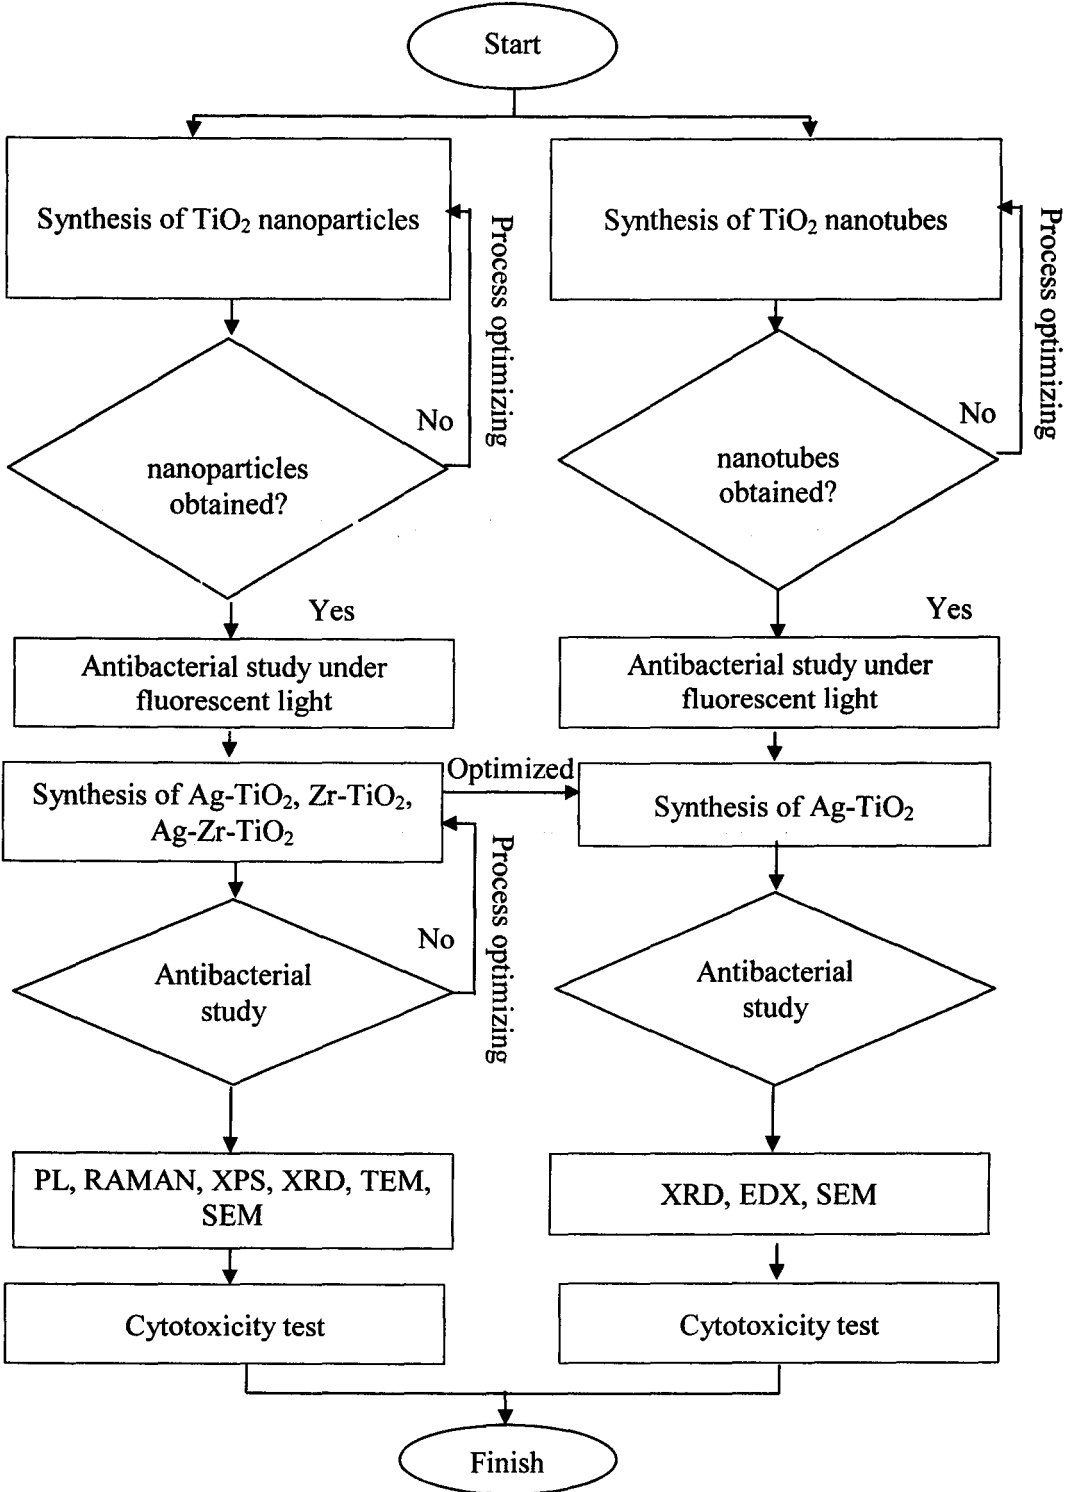 Start
Synthesis of TiO₂ nanoparticles
Process optimizing
Synthesis of TiO₂ nanotubes
Process optimizing
No
nanoparticles
obtained?
No
nanotubes
obtained?
Yes
Yes
Antibacterial study under
fluorescent light
Antibacterial study under
fluorescent light
Synthesis of Ag-TiO₂, Zr-TiO₂,
Ag-Zr-TiO₂
Optimized
Synthesis of Ag-TiO₂
Process optimizing
No
Antibacterial
study
Antibacterial
study
PL, RAMAN, XPS, XRD, TEM,
SEM
XRD, EDX, SEM
Cytotoxicity test
Cytotoxicity test
Finish